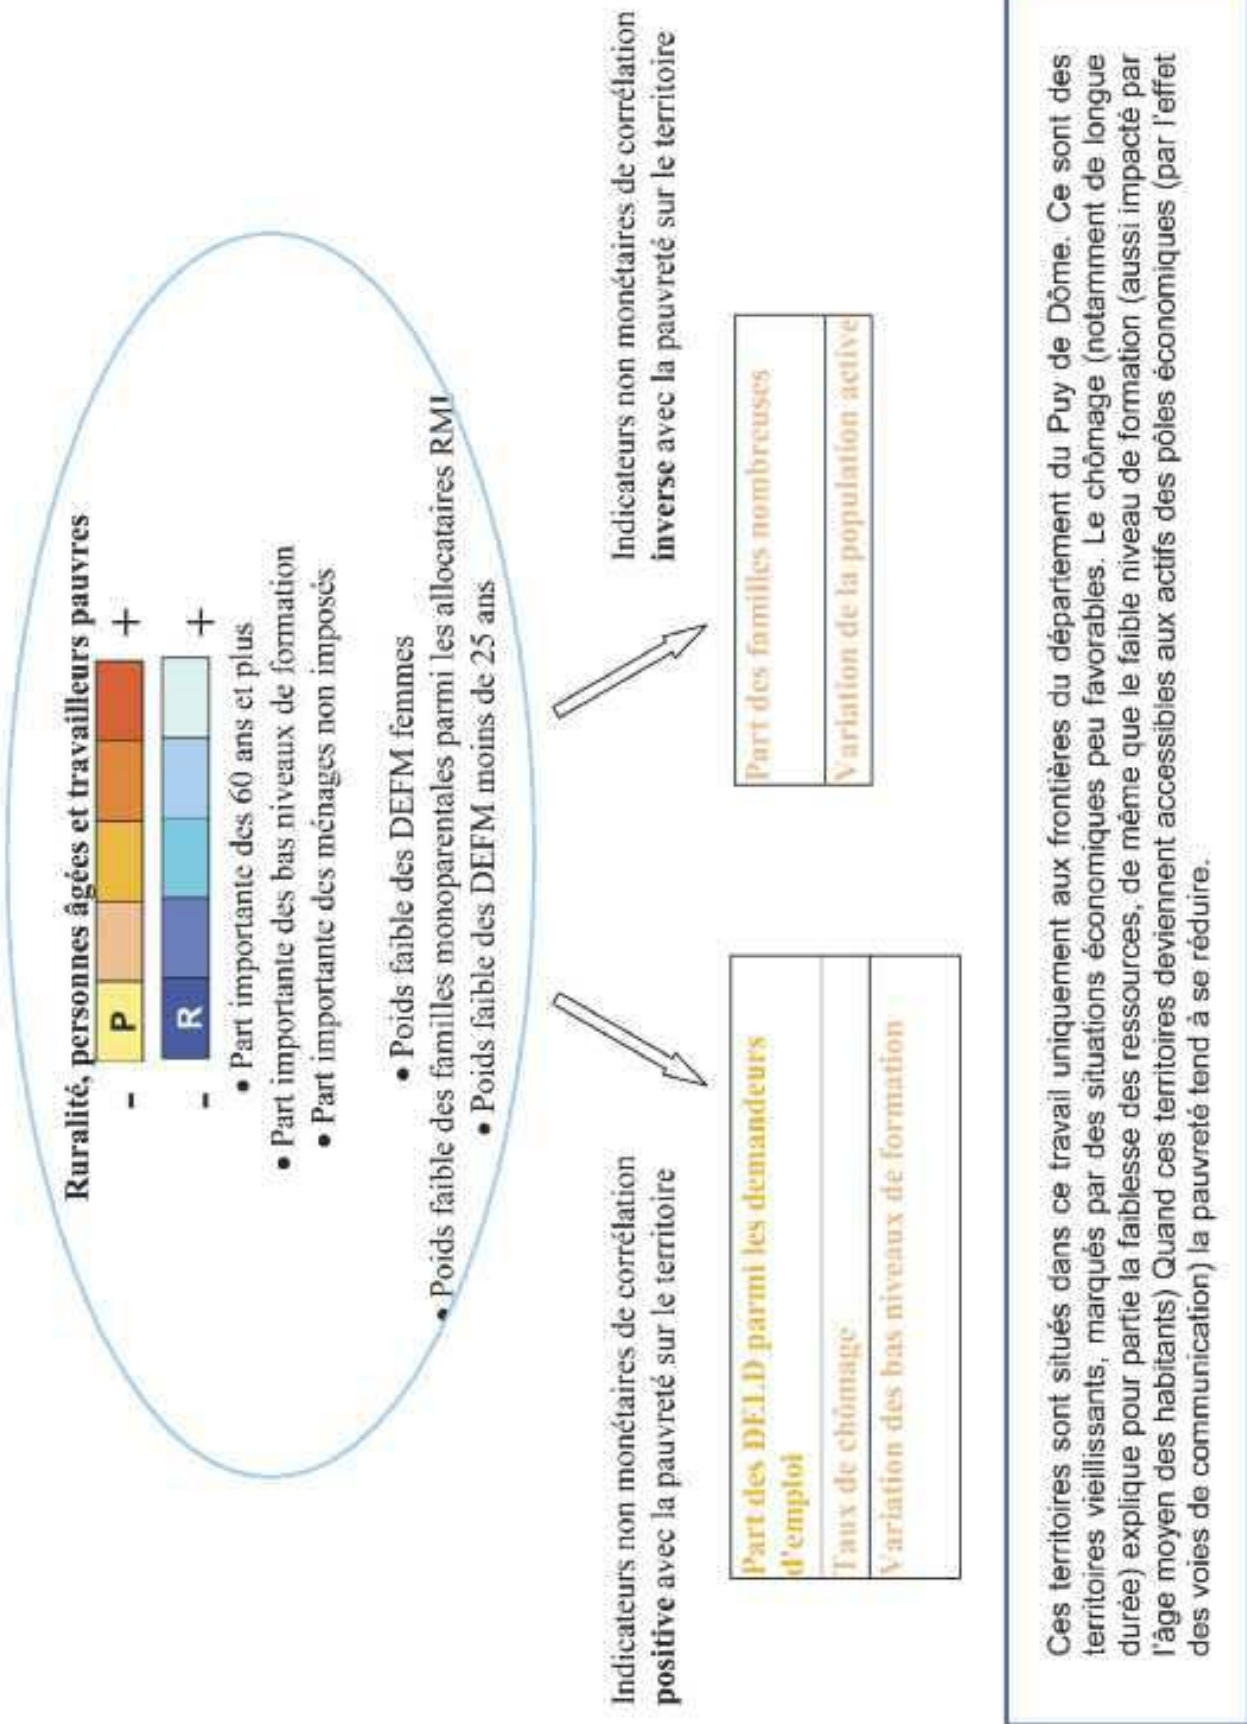 Ruralité, personnes âgées et travailleurs pauvres
- P +
- R +
• Part importante des 60 ans et plus
• Part importante des bas niveaux de formation
• Part importante des ménages non imposés
• Poids faible des DEFM femmes
• Poids faible des familles monoparentales parmi les allocataires RMI
• Poids faible des DEFM moins de 25 ans
Indicateurs non monétaires de corrélation
positive avec la pauvreté sur le territoire
Part des DELD parmi les demandeurs
d'emploi
Taux de chômage
Variation des bas niveaux de formation
Indicateurs non monétaires de corrélation
inverse avec la pauvreté sur le territoire
Part des familles nombreuses
Variation de la population active
Ces territoires sont situés dans ce travail uniquement aux frontières du département du Puy de Dôme. Ce sont des
territoires vieillissants, marqués par des situations économiques peu favorables. Le chômage (notamment de longue
durée) explique pour partie la faiblesse des ressources, de même que le faible niveau de formation (aussi impacté par
l'âge moyen des habitants) Quand ces territoires deviennent accessibles aux actifs des pôles économiques (par l'effet
des voies de communication) la pauvreté tend à se réduire.